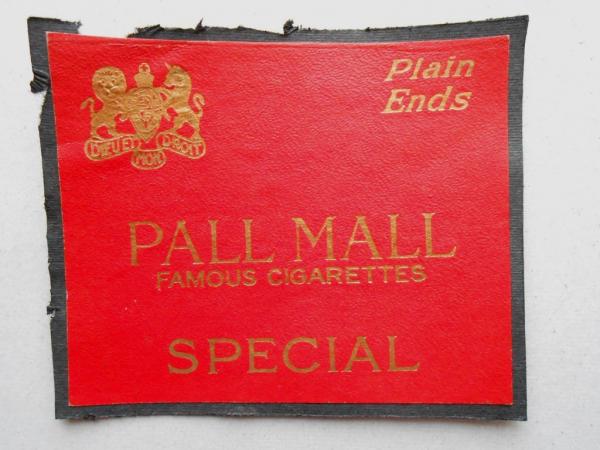 Plain
Ends
DIEU ET
MON
DROIT
PALL MALL
FAMOUS CIGARETTES
SPECIAL